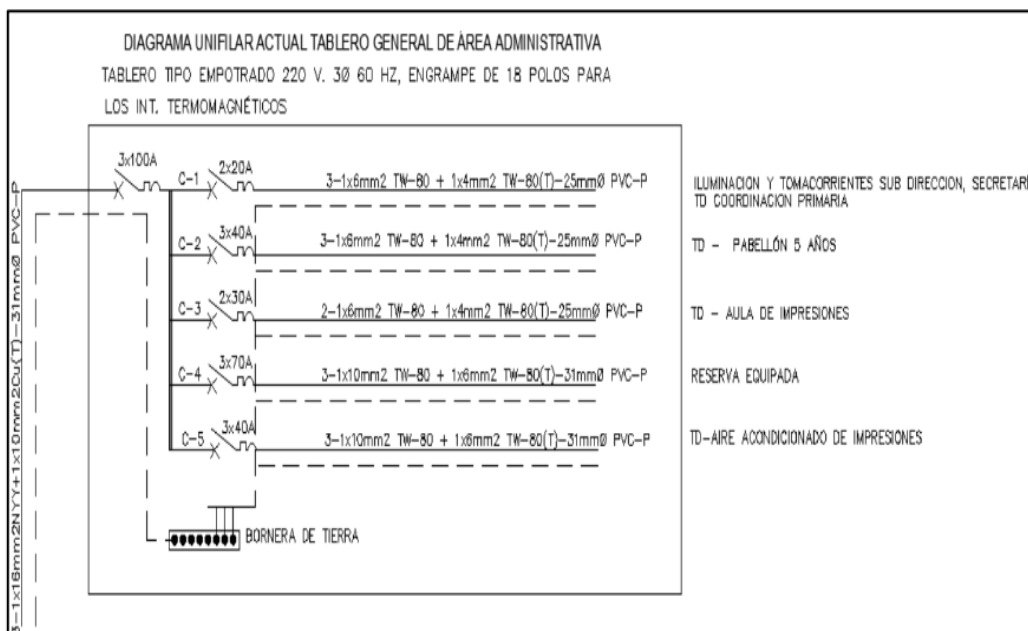 DIAGRAMA UNIFILAR ACTUAL TABLERO GENERAL DE ÁREA ADMINISTRATIVA
TABLERO TIPO EMPOTRADO 220 V. 3Ø 60 HZ, ENGRAMPE DE 18 POLOS PARA
LOS INT. TERMOMAGNÉTICOS
3-1x16mm2NYY+1x10mm2Cu(T)-31mmØ PVC-P
3x100A
C-1
2x20A
3-1x6mm2 TW-80 + 1x4mm2 TW-80(T)-25mmØ PVC-P
ILUMINACION Y TOMACORRIENTES SUB DIRECCION, SECRETAR
TD COORDINACION PRIMARIA
C-2
3x40A
3-1x6mm2 TW-80 + 1x4mm2 TW-80(T)-25mmØ PVC-P
TD - PABELLÓN 5 AÑOS
C-3
2x30A
2-1x6mm2 TW-80 + 1x4mm2 TW-80(T)-25mmØ PVC-P
TD - AULA DE IMPRESIONES
C-4
3x70A
3-1x10mm2 TW-80 + 1x6mm2 TW-80(T)-31mmØ PVC-P
RESERVA EQUIPADA
C-5
3x40A
3-1x10mm2 TW-80 + 1x6mm2 TW-80(T)-31mmØ PVC-P
TD-AIRE ACONDICIONADO DE IMPRESIONES
BORNERA DE TIERRA